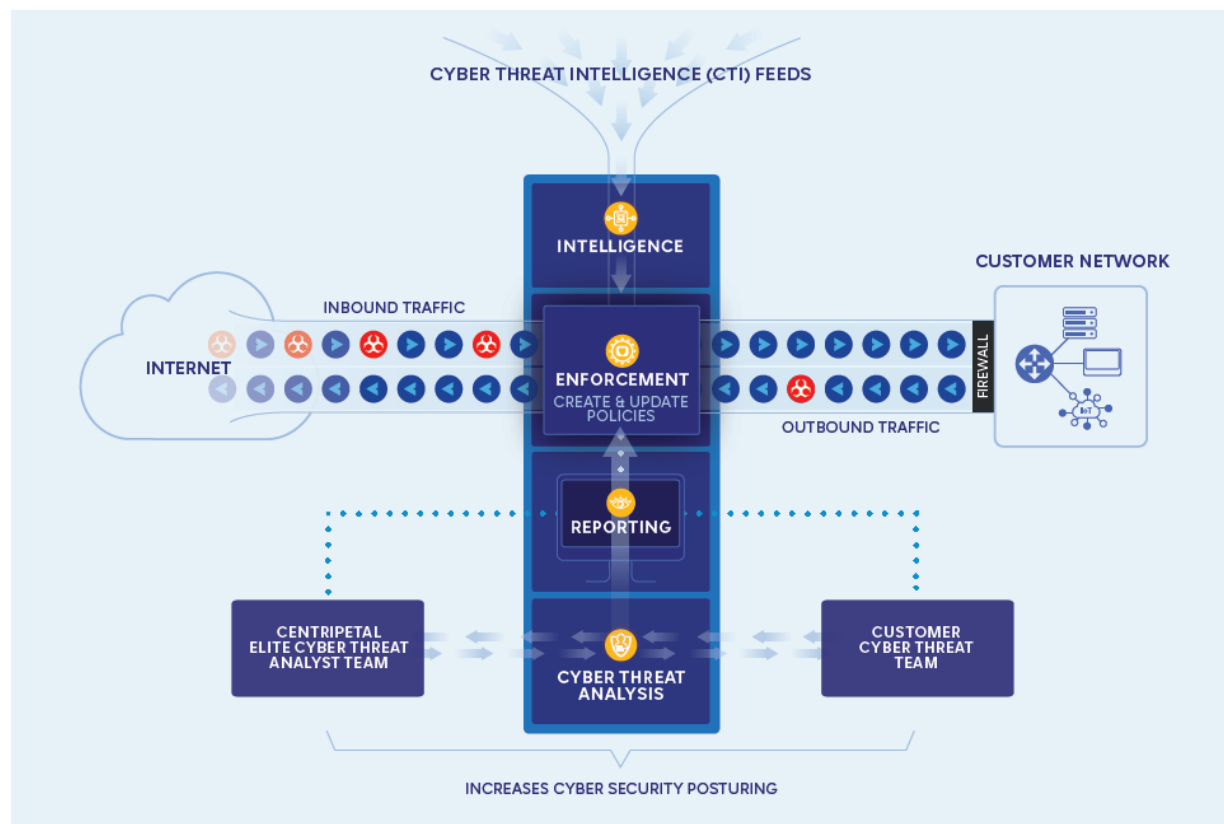 CYBER THREAT INTELLIGENCE (CTI) FEEDS
INTELLIGENCE
CUSTOMER NETWORK
INBOUND TRAFFIC
INTERNET
ENFORCEMENT
CREATE & UPDATE
POLICIES
FIREWALL
IoT
OUTBOUND TRAFFIC
REPORTING
CENTRIPETAL
ELITE CYBER THREAT
ANALYST TEAM
CYBER THREAT
ANALYSIS
CUSTOMER
CYBER THREAT
TEAM
INCREASES CYBER SECURITY POSTURING